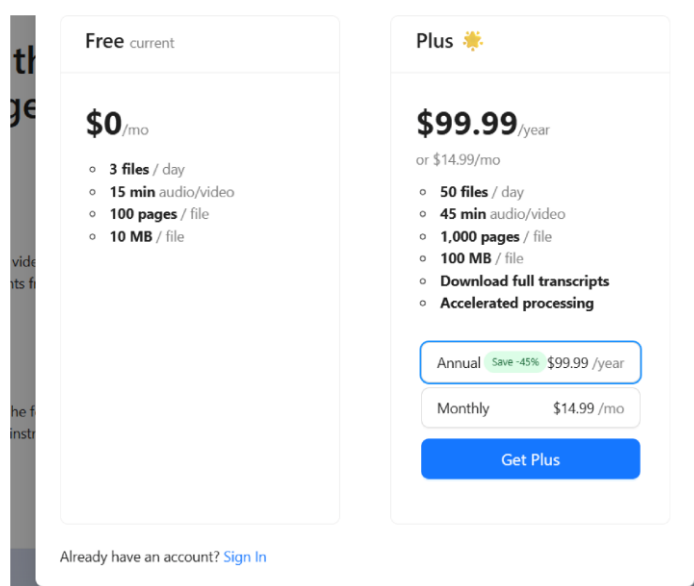 Free current
$0/mo
3 files / day
15 min audio/video
100 pages / file
10 MB / file
Plus
$99.99/year
or $14.99/mo
50 files / day
45 min audio/video
1,000 pages / file
100 MB / file
Download full transcripts
Accelerated processing
Annual Save ~45% $99.99 /year
Monthly $14.99 /mo
Get Plus
Already have an account? Sign In